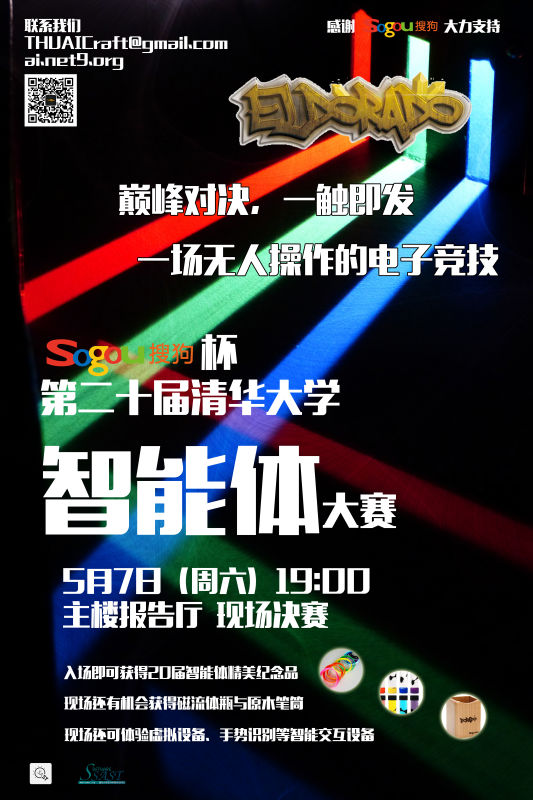 联系我们
THUAICraft@gmail.com
ai.net9.org
感谢 Sogou搜狗 大力支持
ELDORADO
巅峰对决，一触即发
一场无人操作的电子竞技
Sogou搜狗 杯
第二十届清华大学
智能体大赛
5月7日（周六）19:00
主楼报告厅 现场决赛
入场即可获得20届智能体精美纪念品
现场还有机会获得磁流体瓶与原木笔筒
现场还可体验虚拟设备、手势识别等智能交互设备
SAST